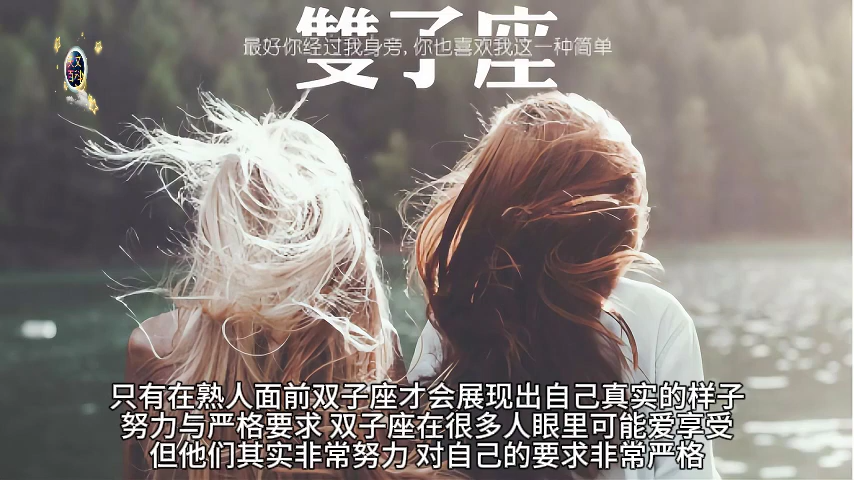 雙子座
最好你经过我身旁,你也喜欢我这一种简单
只有在熟人面前双子座才会展现出自己真实的样子
努力与严格要求 双子座在很多人眼里可能爱享受
但他们其实非常努力 对自己的要求非常严格